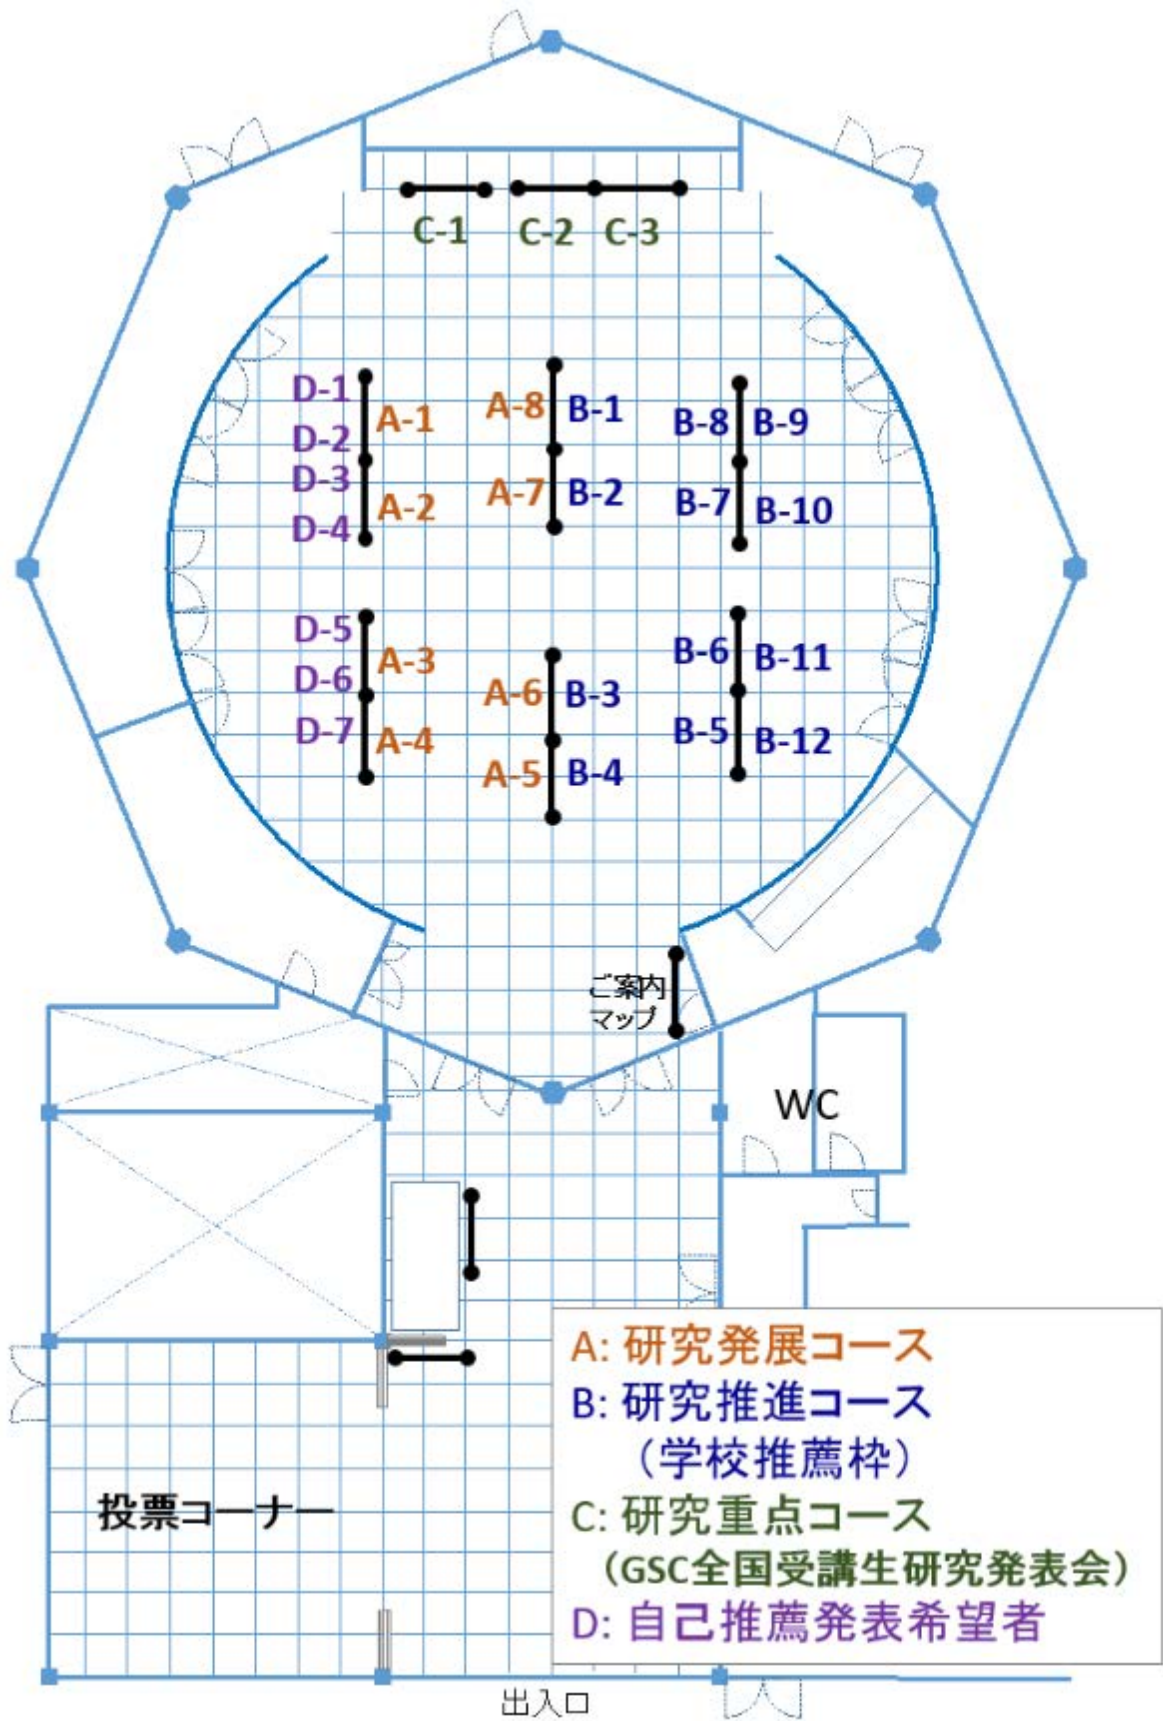 C-1 C-2 C-3
D-1
D-2
D-3
D-4
A-1
A-2
A-8 B-1
A-7 B-2
B-8 B-9
B-7 B-10
D-5
D-6
D-7
A-3
A-4
A-6 B-3
A-5 B-4
B-6 B-11
B-5 B-12
ご案内
マップ
WC
A: 研究発展コース
B: 研究推進コース
（学校推薦枠）
C: 研究重点コース
（GSC全国受講生研究発表会）
D: 自己推薦発表希望者
投票コーナー
出入口